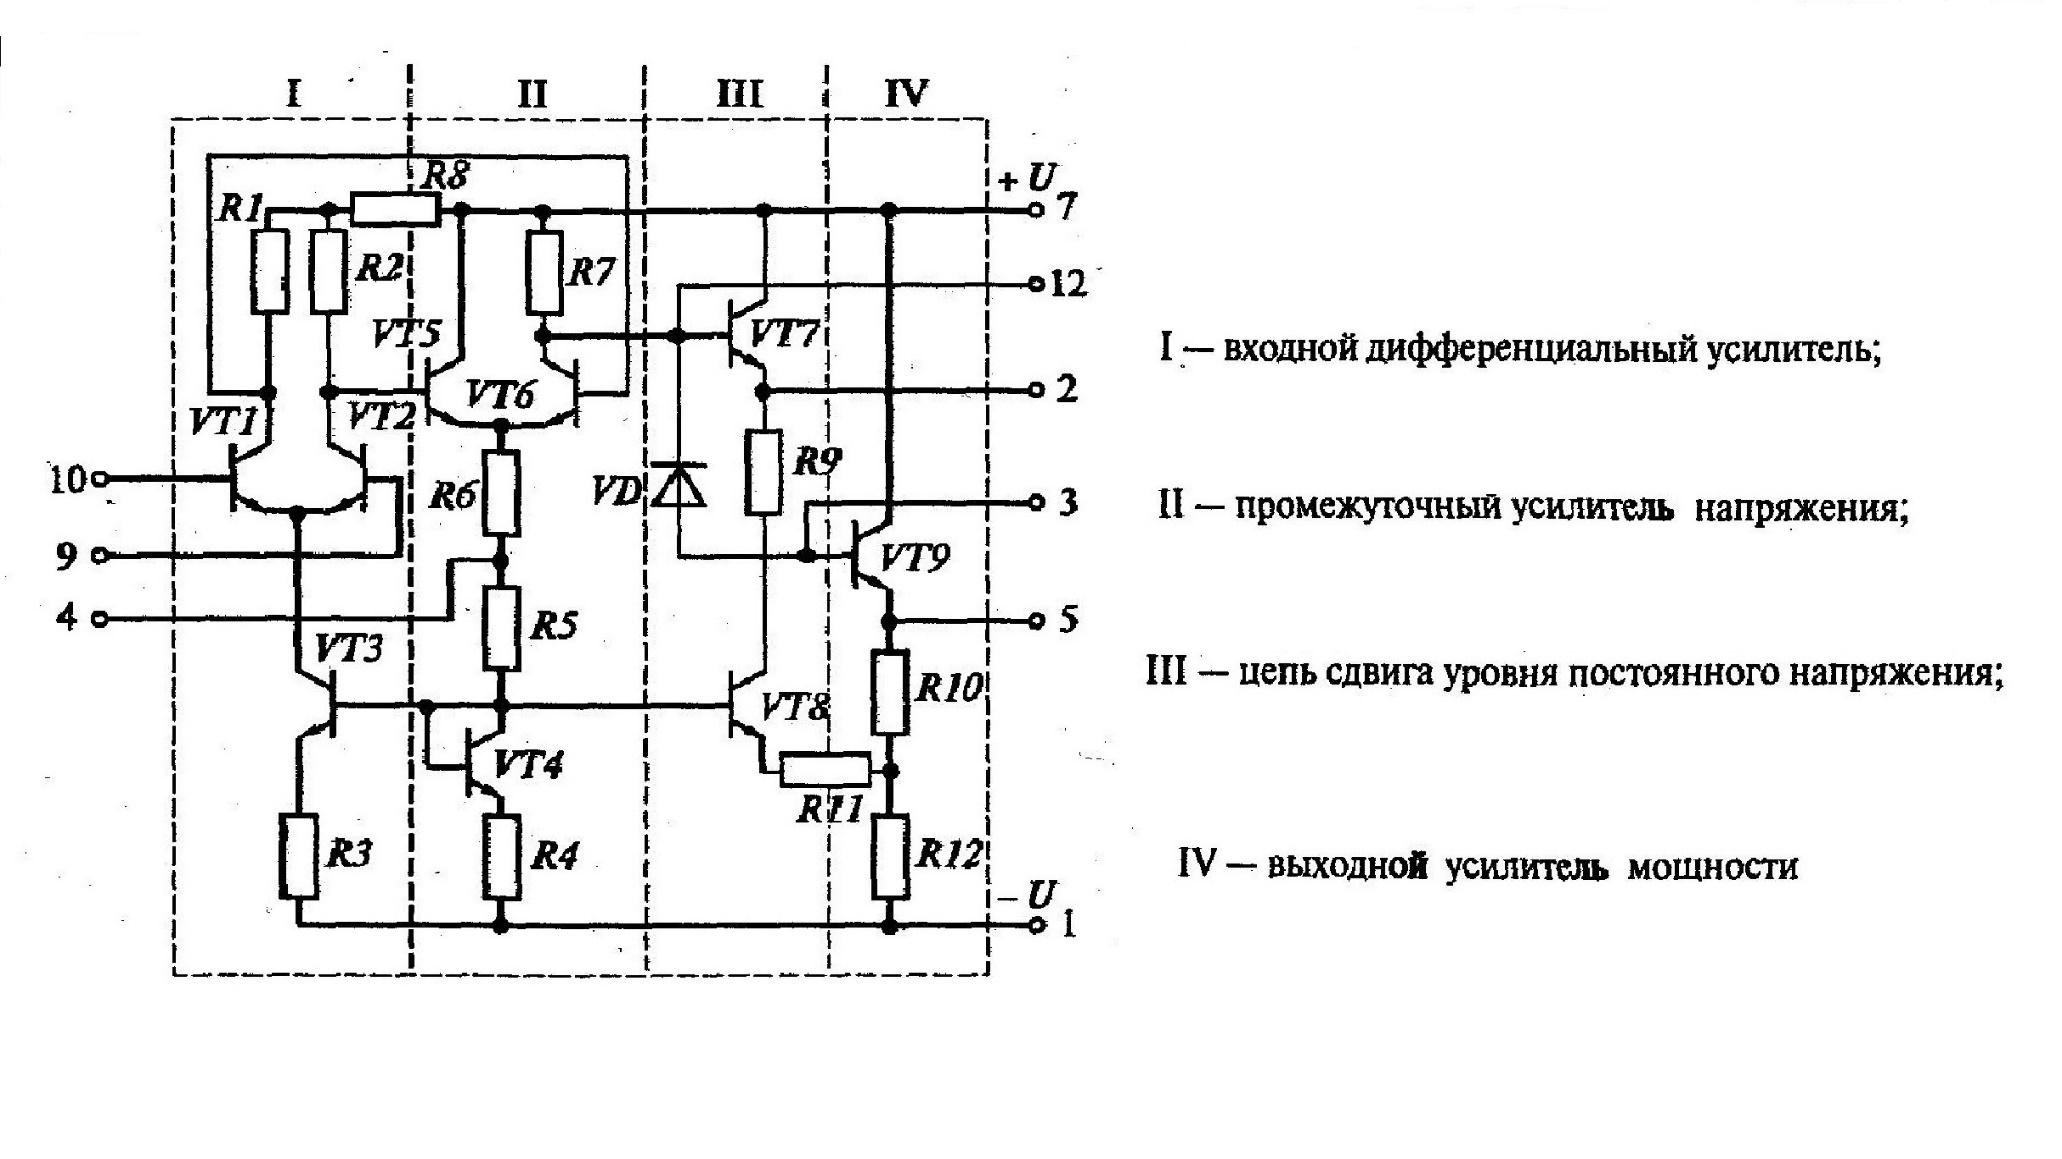 I II III IV
R8
+ U
R1
7
R2 R7
12
VT5 VT7
VT6
2
VT1 VT2
R9
10 R6 VD
3
9
VT9
4 R5 5
VT3
R10
VT8
VT4
R11
R3 R4 R12
– U
1
I — входной дифференциальный усилитель;
II — промежуточный усилитель напряжения;
III — цепь сдвига уровня постоянного напряжения;
IV — выходной усилитель мощности